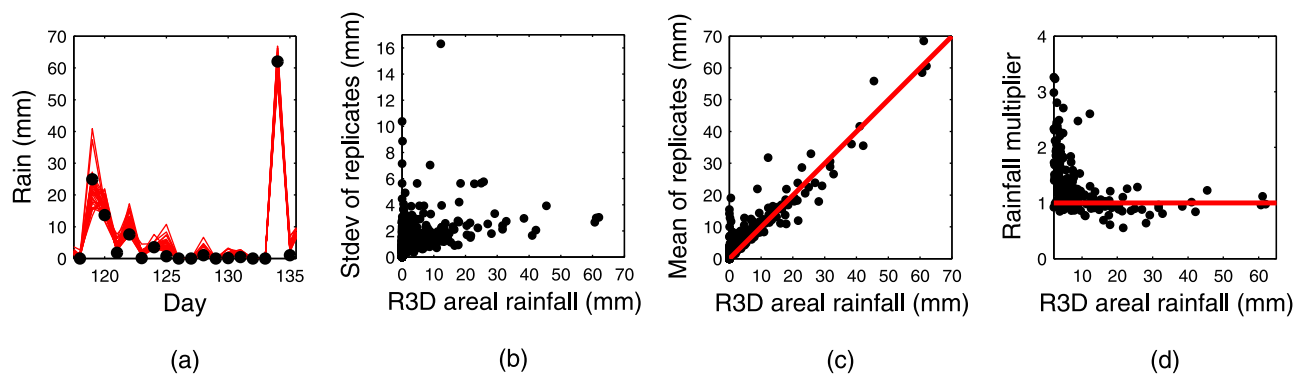 Rain (mm)
70
60
50
40
30
20
10
0
120 125 130 135
Day
(a)
Stdev of replicates (mm)
16
14
12
10
8
6
4
2
0
0 10 20 30 40 50 60 70
R3D areal rainfall (mm)
(b)
Mean of replicates (mm)
70
60
50
40
30
20
10
0
0 10 20 30 40 50 60 70
R3D areal rainfall (mm)
(c)
Rainfall multiplier
4
3
2
1
0
10 20 30 40 50 60
R3D areal rainfall (mm)
(d)